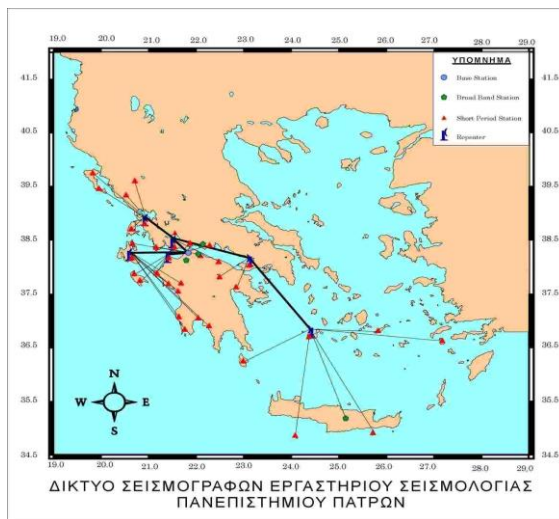 19.0 20.0 21.0 22.0 23.0 24.0 25.0 26.0 27.0 28.0 29.0
41.5 41.5
40.5 40.5
39.5 39.5
38.5 38.5
37.5 37.5
36.5 36.5
35.5 35.5
34.5 34.5
ΥΠΟΜΝΗΜΑ
Base Station
Broad Band Station
Short Period Station
Repeater
N
W E
S
19.0 20.0 21.0 22.0 23.0 24.0 25.0 26.0 27.0 28.0 29.0
ΔΙΚΤΥΟ ΣΕΙΣΜΟΓΡΑΦΩΝ ΕΡΓΑΣΤΗΡΙΟΥ ΣΕΙΣΜΟΛΟΓΙΑΣ
ΠΑΝΕΠΙΣΤΗΜΙΟΥ ΠΑΤΡΩΝ